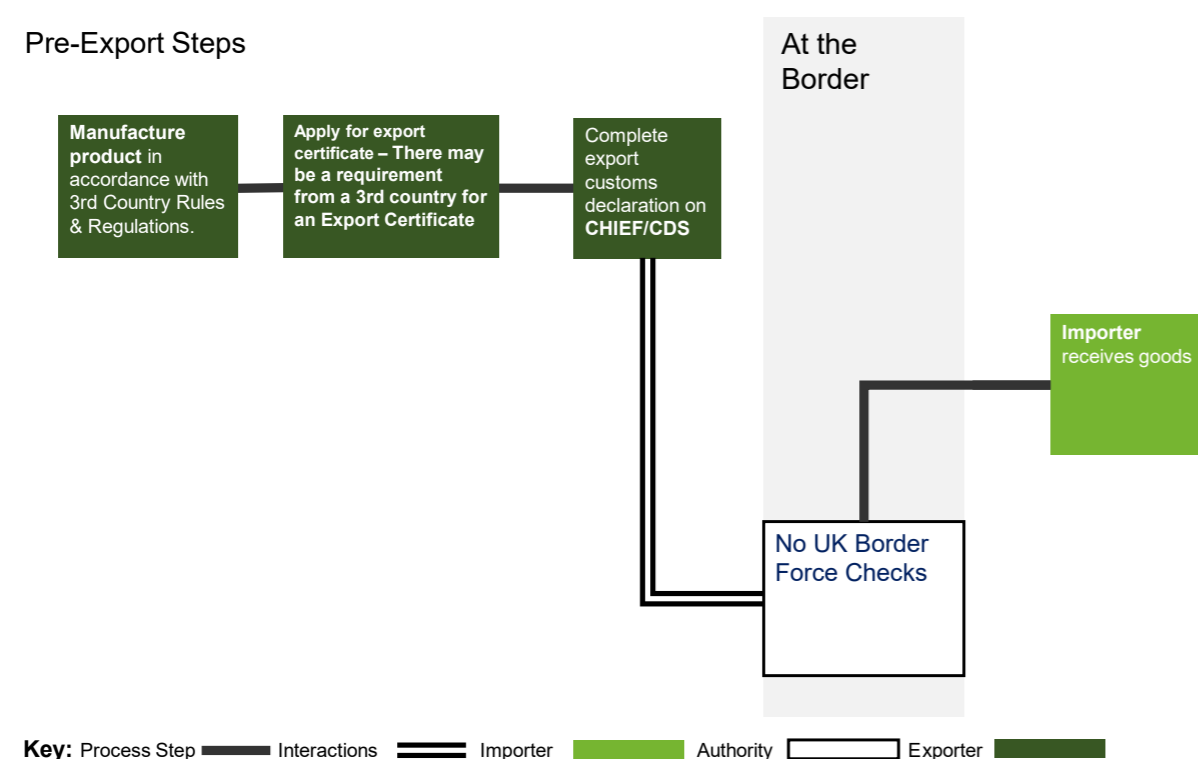 Pre-Export Steps
At the
Border
Manufacture
product in
accordance with
3rd Country Rules
& Regulations.
Apply for export
certificate – There may
be a requirement
from a 3rd country for
an Export Certificate
Complete
export
customs
declaration on
CHIEF/CDS
Importer
receives goods
No UK Border
Force Checks
Key: Process Step Interactions Importer Authority Exporter